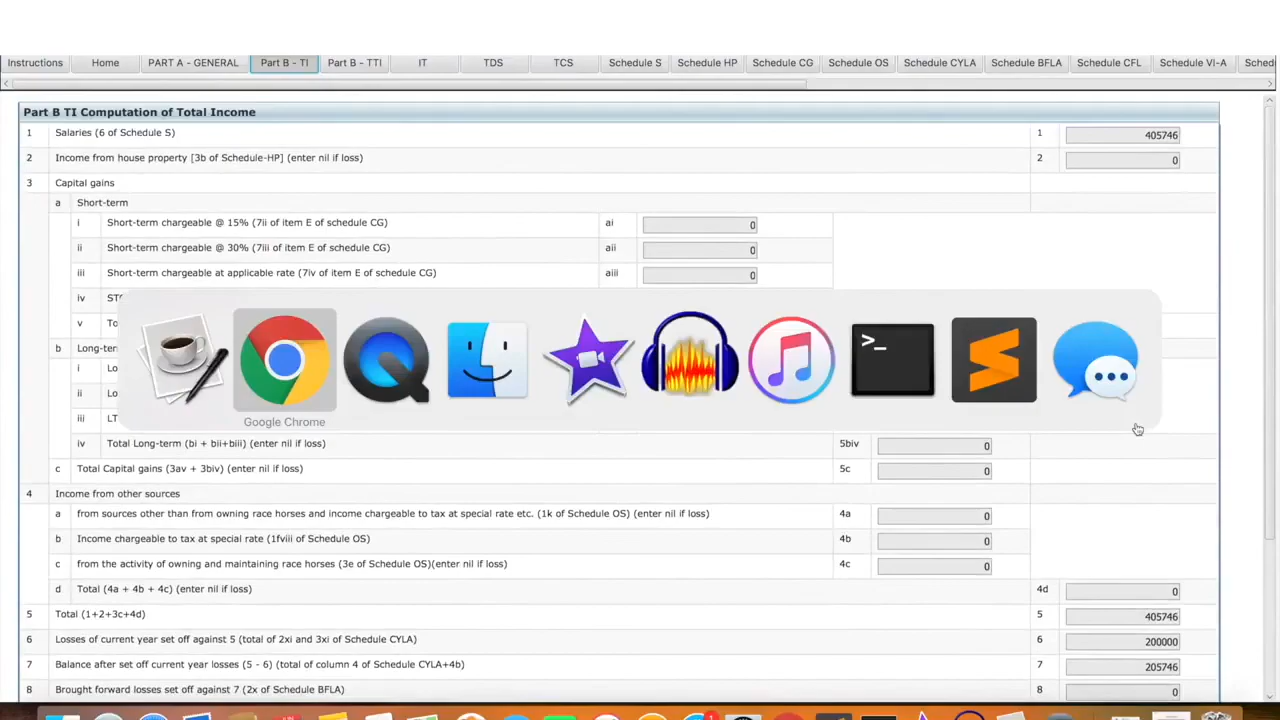 Instructions Home PART A - GENERAL Part B - TI Part B - TTI IT TDS TCS Schedule S Schedule HP Schedule CG Schedule OS Schedule CYLA Schedule BFLA Schedule CFL Schedule VI-A
Part B TI Computation of Total Income
1 Salaries (6 of Schedule S) 1 405746
2 Income from house property [3b of Schedule-HP] (enter nil if loss) 2 0
3 Capital gains
a Short-term
i Short-term chargeable @ 15% (7ii of item E of schedule CG) ai 0
ii Short-term chargeable @ 30% (7iii of item E of schedule CG) aii 0
iii Short-term chargeable at applicable rate (7iv of item E of schedule CG) aiii 0
iv
v
b
i
ii
iii
>_
Google Chrome
iv Total Long-term (bi + bii+biii) (enter nil if loss) 5biv 0
c Total Capital gains (3av + 3biv) (enter nil if loss) 5c 0
4 Income from other sources
a from sources other than from owning race horses and income chargeable to tax at special rate etc. (1k of Schedule OS) (enter nil if loss) 4a 0
b Income chargeable to tax at special rate (1fviii of Schedule OS) 4b 0
c from the activity of owning and maintaining race horses (3e of Schedule OS)(enter nil if loss) 4c 0
d Total (4a + 4b + 4c) (enter nil if loss) 4d 0
5 Total (1+2+3c+4d) 5 405746
6 Losses of current year set off against 5 (total of 2xi and 3xi of Schedule CYLA) 6 200000
7 Balance after set off current year losses (5 - 6) (total of column 4 of Schedule CYLA+4b) 7 205746
8 Brought forward losses set off against 7 (2x of Schedule BFLA) 8 0